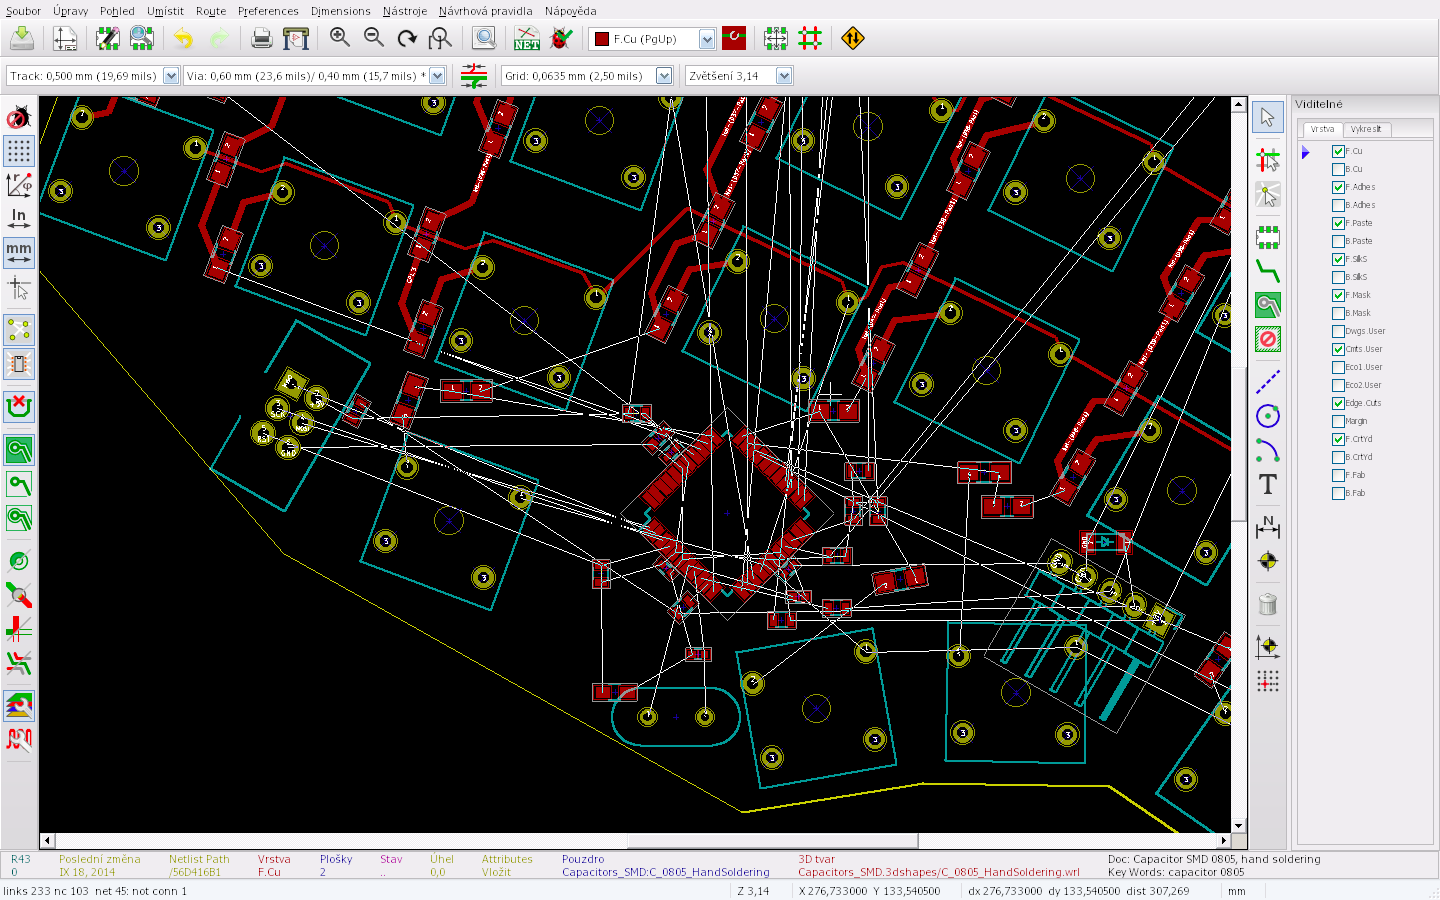 Soubor Úpravy Pohled Umístit Route Preferences Dimensions Nástroje Návrhová pravidla Nápověda
NET F.Cu (PgUp)
Track: 0,500 mm (19,69 mils) Via: 0,60 mm (23,6 mils)/ 0,40 mm (15,7 mils) * Grid: 0,0635 mm (2,50 mils) Zvětšení 3,14
Viditelné
Vrstva Vykreslit
F.Cu
B.Cu
F.Adhes
B.Adhes
F.Paste
B.Paste
F.SilkS
B.SilkS
F.Mask
B.Mask
Dwgs.User
Cmts.User
Eco1.User
Eco2.User
Edge.Cuts
Margin
F.CrtYd
B.CrtYd
F.Fab
B.Fab
In
mm
T
N
GND
R43 Poslední změna Netlist Path Vrstva Plošky Stav Úhel Attributes Pouzdro 3D tvar Doc: Capacitor SMD 0805, hand soldering
0 IX 18, 2014 /56D416B1 F.Cu 2 .. 0,0 Vložit Capacitors_SMD:C_0805_HandSoldering Capacitors_SMD.3dshapes/C_0805_HandSoldering.wrl Key Words: capacitor 0805
links 233 nc 103 net 45: not conn 1 Z 3,14 X 276,733000 Y 133,540500 dx 276,733000 dy 133,540500 dist 307,269 mm